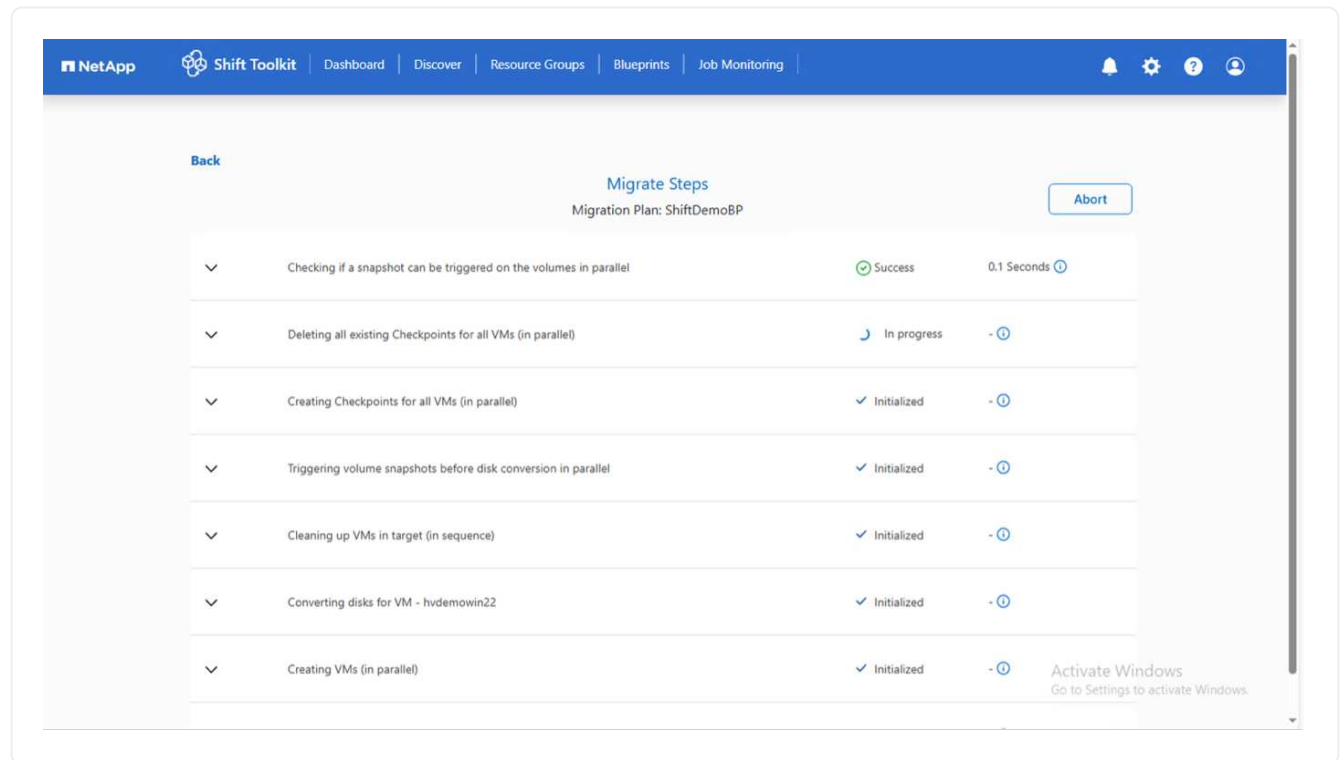 NetApp Shift Toolkit Dashboard Discover Resource Groups Blueprints Job Monitoring
Back
Migrate Steps
Abort
Migration Plan: ShiftDemoBP
Checking if a snapshot can be triggered on the volumes in parallel Success 0.1 Seconds
Deleting all existing Checkpoints for all VMs (in parallel) In progress -
Creating Checkpoints for all VMs (in parallel) Initialized -
Triggering volume snapshots before disk conversion in parallel Initialized -
Cleaning up VMs in target (in sequence) Initialized -
Converting disks for VM - hvdemowin22 Initialized -
Creating VMs (in parallel) Initialized -
Activate Windows
Go to Settings to activate Windows.